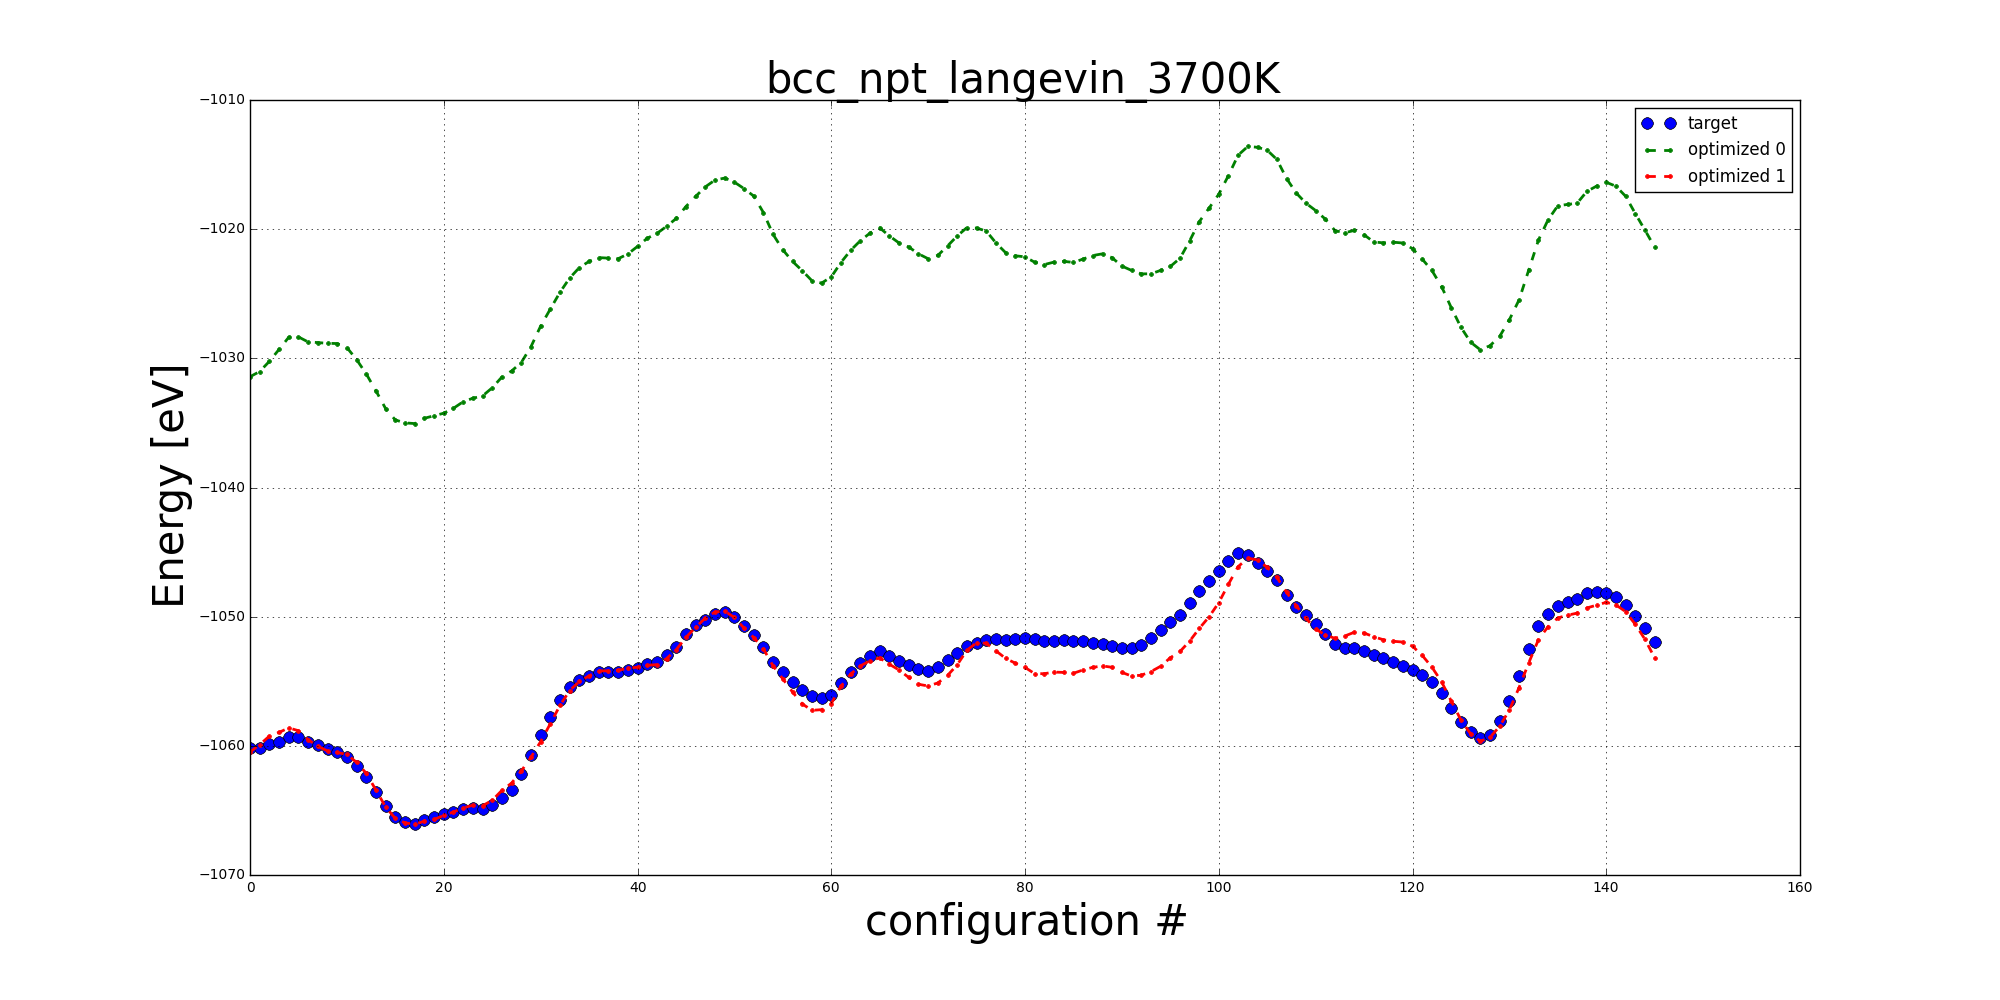 bcc_npt_langevin_3700K
target
optimized 0
optimized 1
Energy [eV]
−1010
−1020
−1030
−1040
−1050
−1060
−1070
0 20 40 60 80 100 120 140 160
configuration #